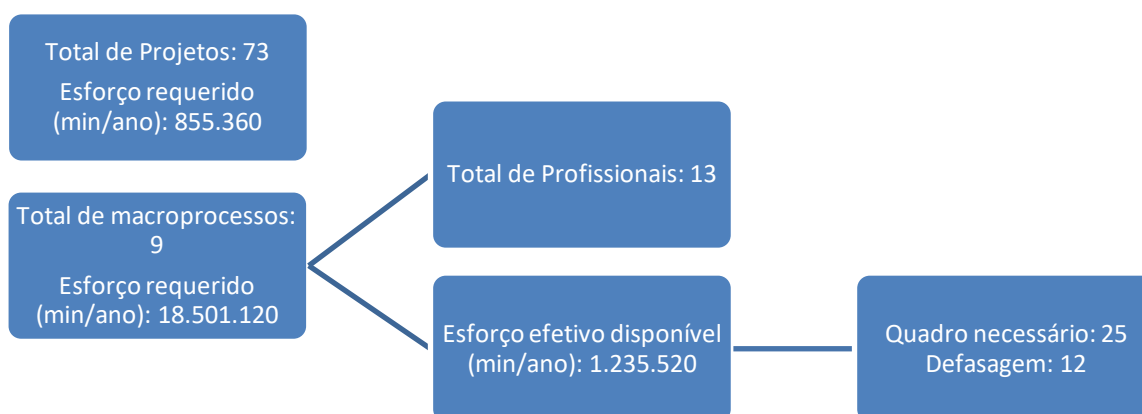 Total de Projetos: 73
Esforço requerido
(min/ano): 855.360
Total de macroprocessos:
9
Esforço requerido
(min/ano): 18.501.120
Total de Profissionais: 13
Esforço efetivo disponível
(min/ano): 1.235.520
Quadro necessário: 25
Defasagem: 12